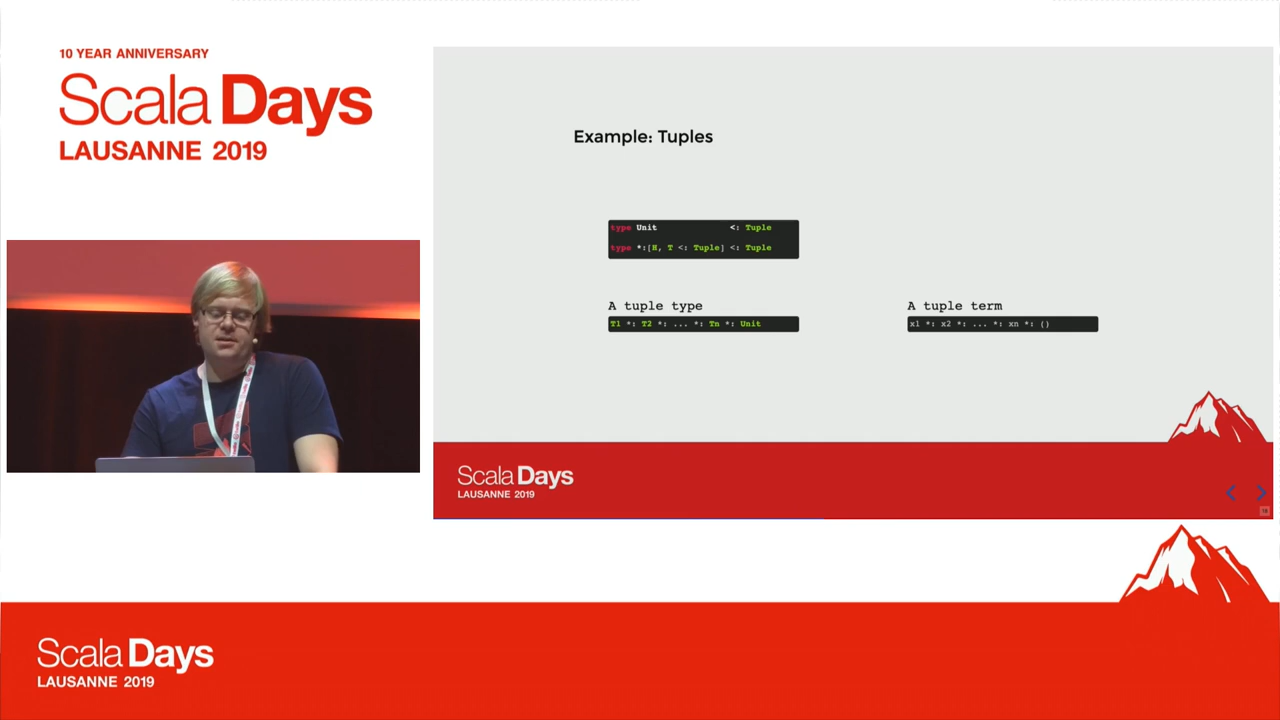 10 YEAR ANNIVERSARY
Scala Days
LAUSANNE 2019
Example: Tuples
type Unit <: Tuple
type *:[H, T <: Tuple] <: Tuple
A tuple type
T1 *: T2 *: ... *: Tn *: Unit
A tuple term
x1 *: x2 *: ... *: xn *: ()
Scala Days
LAUSANNE 2019
Scala Days
LAUSANNE 2019